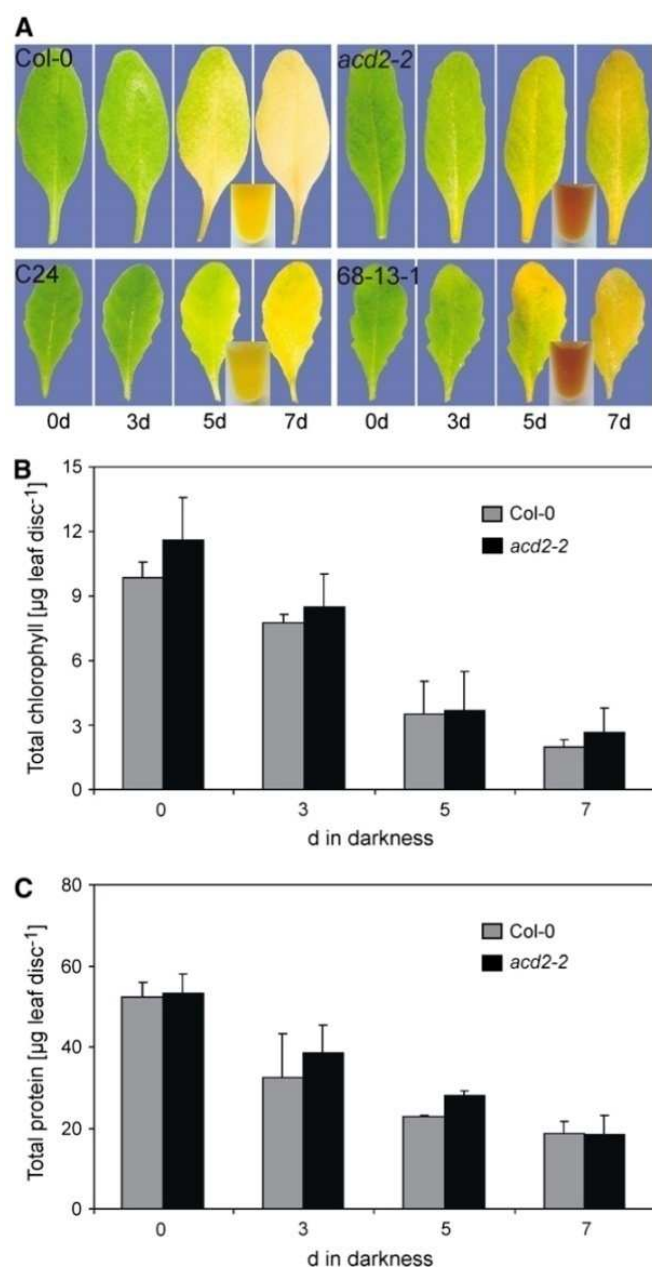 A
Col-0 acd2-2
C24 68-13-1
0d 3d 5d 7d 0d 3d 5d 7d
B
Total chlorophyll [µg leaf disc⁻¹]
15
12
9
6
3
0
Col-0
acd2-2
0 3 5 7
d in darkness
C
Total protein [µg leaf disc⁻¹]
80
60
40
20
0
Col-0
acd2-2
0 3 5 7
d in darkness